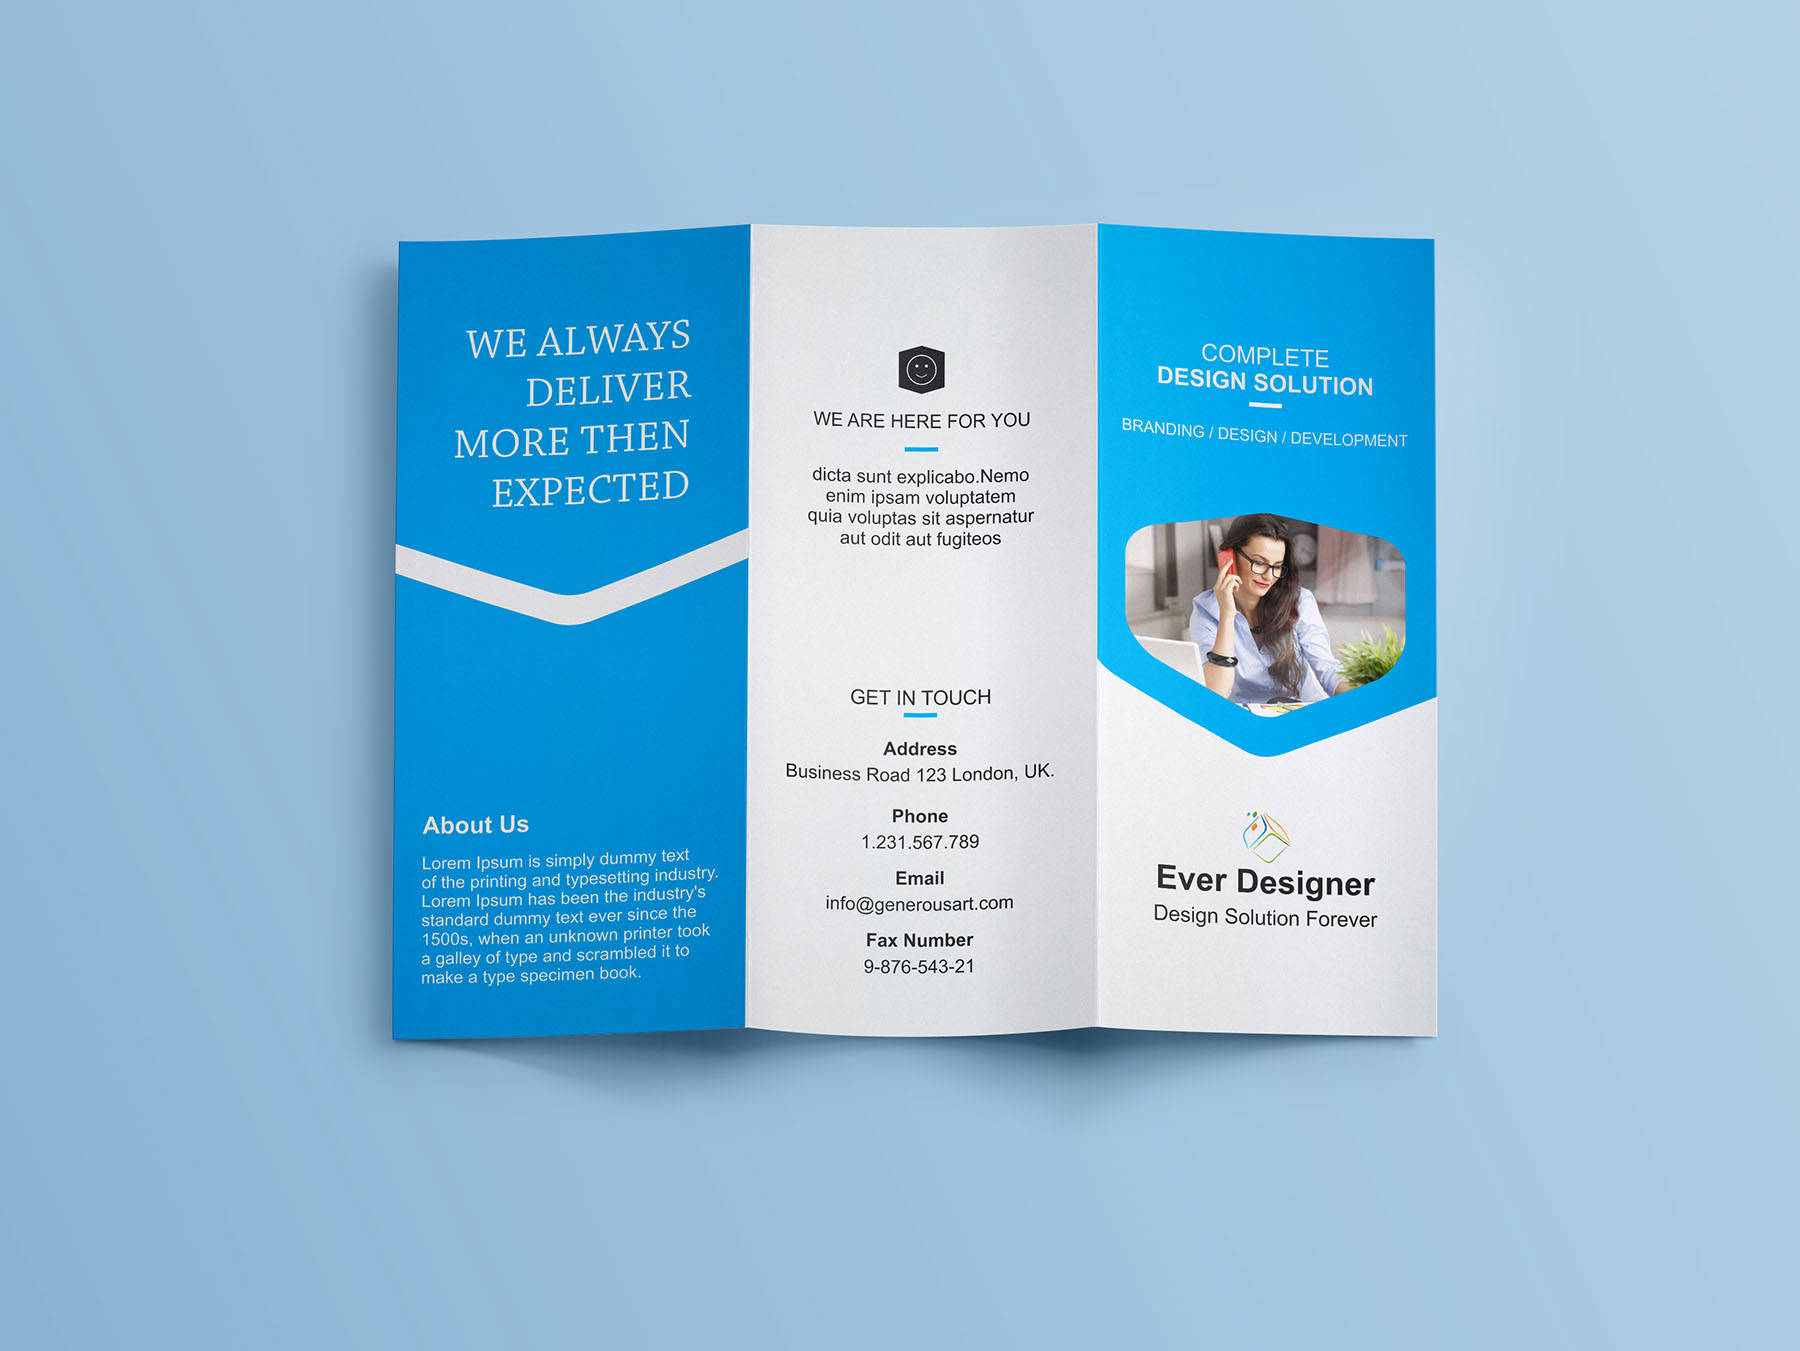 WE ALWAYS
DELIVER
MORE THEN
EXPECTED
About Us
Lorem Ipsum is simply dummy text
of the printing and typesetting industry.
Lorem Ipsum has been the industry's
standard dummy text ever since the
1500s, when an unknown printer took
a galley of type and scrambled it to
make a type specimen book.
WE ARE HERE FOR YOU
dicta sunt explicabo.Nemo
enim ipsam voluptatem
quia voluptas sit aspernatur
aut odit aut fugiteos
GET IN TOUCH
Address
Business Road 123 London, UK.
Phone
1.231.567.789
Email
info@generousart.com
Fax Number
9-876-543-21
COMPLETE
DESIGN SOLUTION
BRANDING / DESIGN / DEVELOPMENT
Ever Designer
Design Solution Forever